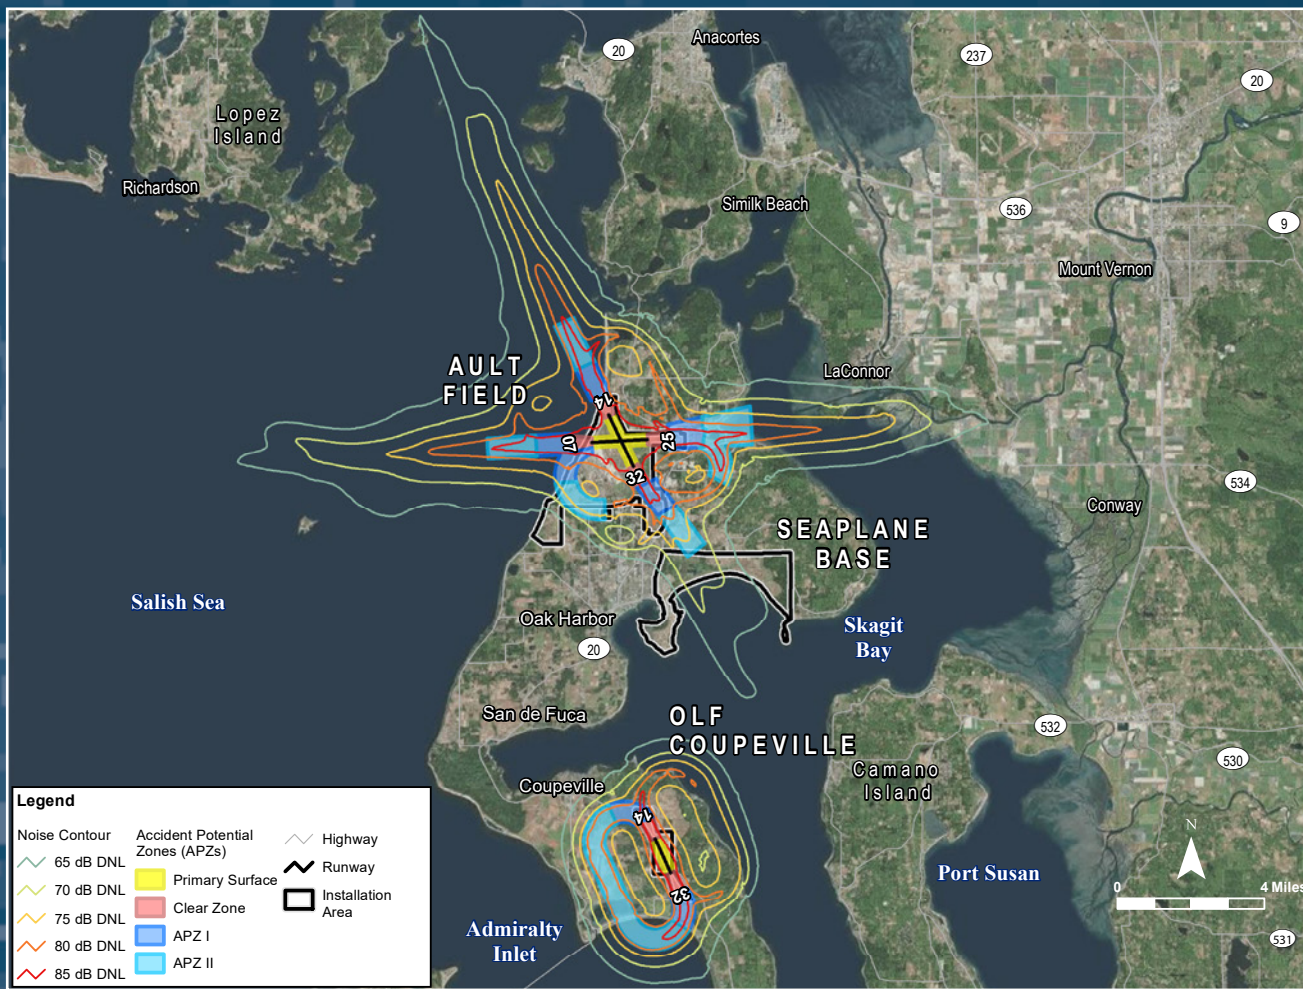 Anacortes
20
237
20
Lopez
Island
Richardson
Similk Beach
536
9
Mount Vernon
AULT
FIELD
LaConnor
14
07
25
32
534
Conway
SEAPLANE
BASE
Salish Sea
Oak Harbor
20
Skagit
Bay
San de Fuca
OLF
COUPEVILLE
532
530
Camano
Island
Coupeville
14
32
Port Susan
Admiralty
Inlet
N
0 4 Miles
531
Legend
Noise Contour
65 dB DNL
70 dB DNL
75 dB DNL
80 dB DNL
85 dB DNL
Accident Potential
Zones (APZs)
Primary Surface
Clear Zone
APZ I
APZ II
Highway
Runway
Installation
Area